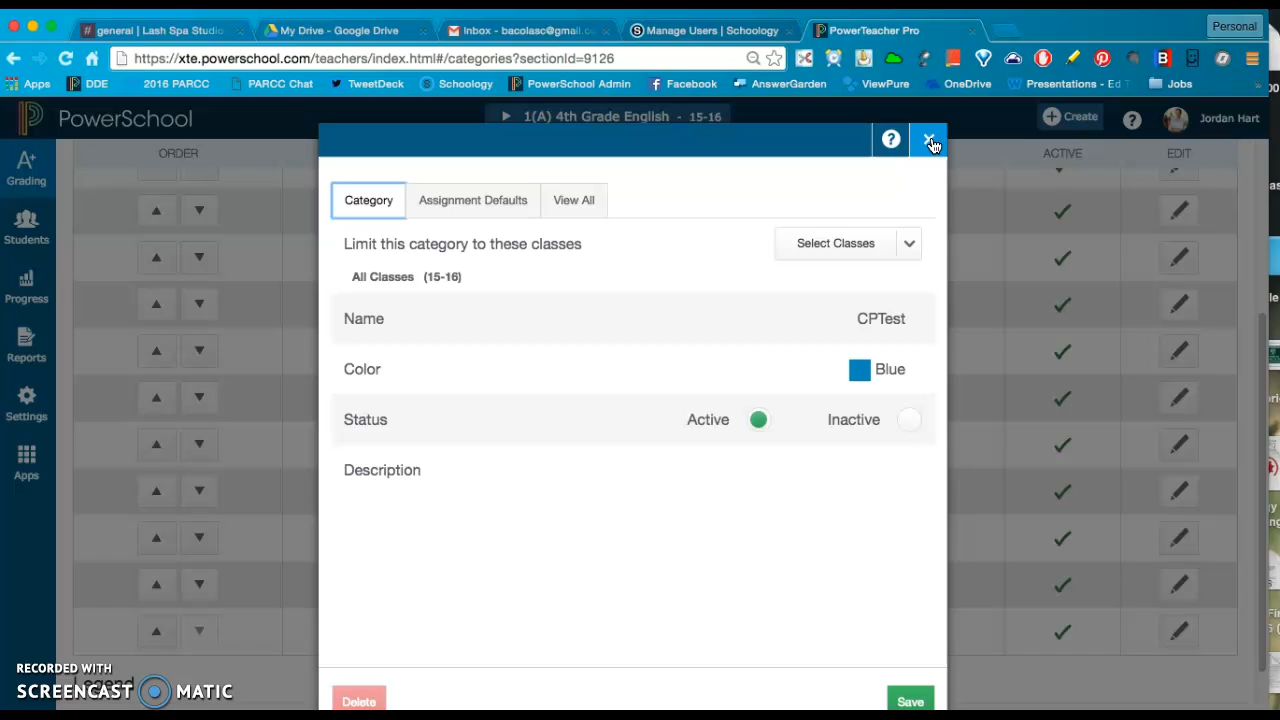 # general | Lash Spa Studio
My Drive - Google Drive
Inbox - bacolasc@gmail.co
Manage Users | Schoology
PowerTeacher Pro
Personal
https://xte.powerschool.com/teachers/index.html#/categories?sectionId=9126
Apps
DDE
2016 PARCC
PARCC Chat
TweetDeck
Schoology
PowerSchool Admin
Facebook
AnswerGarden
ViewPure
OneDrive
Presentations - Ed T
Jobs
PowerSchool
1(A) 4th Grade English - 15-16
Create
?
Jordan Hart
ORDER
ACTIVE
EDIT
A+
Grading
Students
Progress
Reports
Settings
Apps
?
Category
Assignment Defaults
View All
Limit this category to these classes
Select Classes
All Classes (15-16)
Name
CPTest
Color
Blue
Status
Active
Inactive
Description
Delete
Save
Legend
RECORDED WITH
SCREENCAST MATIC